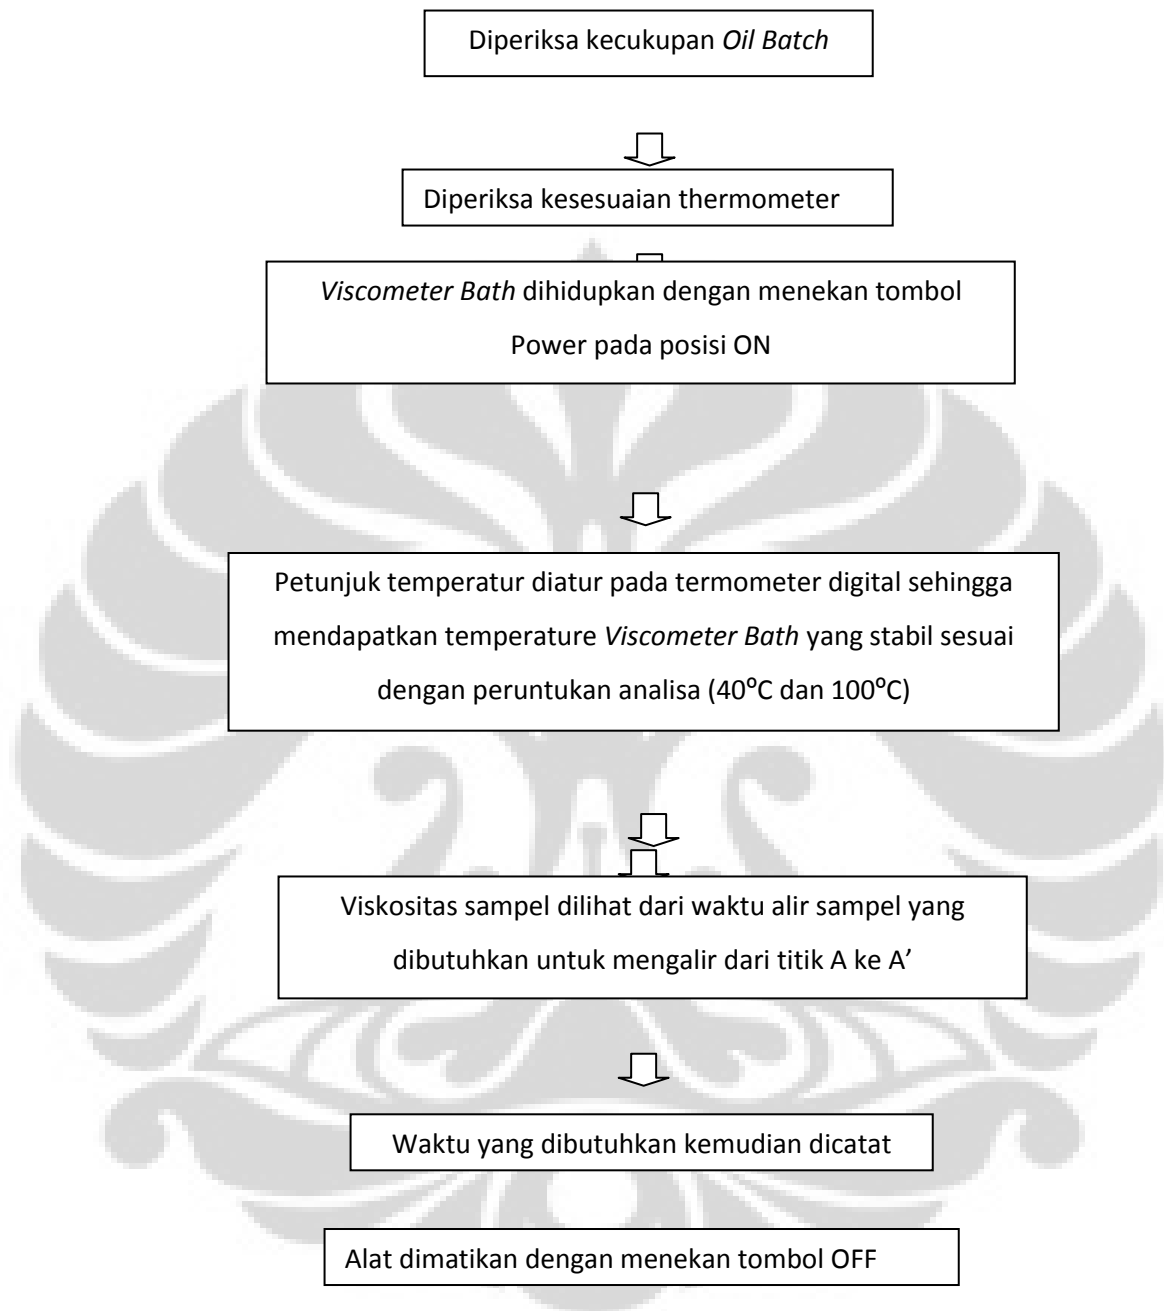 Diperiksa kecukupan Oil Batch
Diperiksa kesesuaian thermometer
Viscometer Bath dihidupkan dengan menekan tombol
Power pada posisi ON
Petunjuk temperatur diatur pada termometer digital sehingga
mendapatkan temperature Viscometer Bath yang stabil sesuai
dengan peruntukan analisa (40⁰C dan 100⁰C)
Viskositas sampel dilihat dari waktu alir sampel yang
dibutuhkan untuk mengalir dari titik A ke A’
Waktu yang dibutuhkan kemudian dicatat
Alat dimatikan dengan menekan tombol OFF